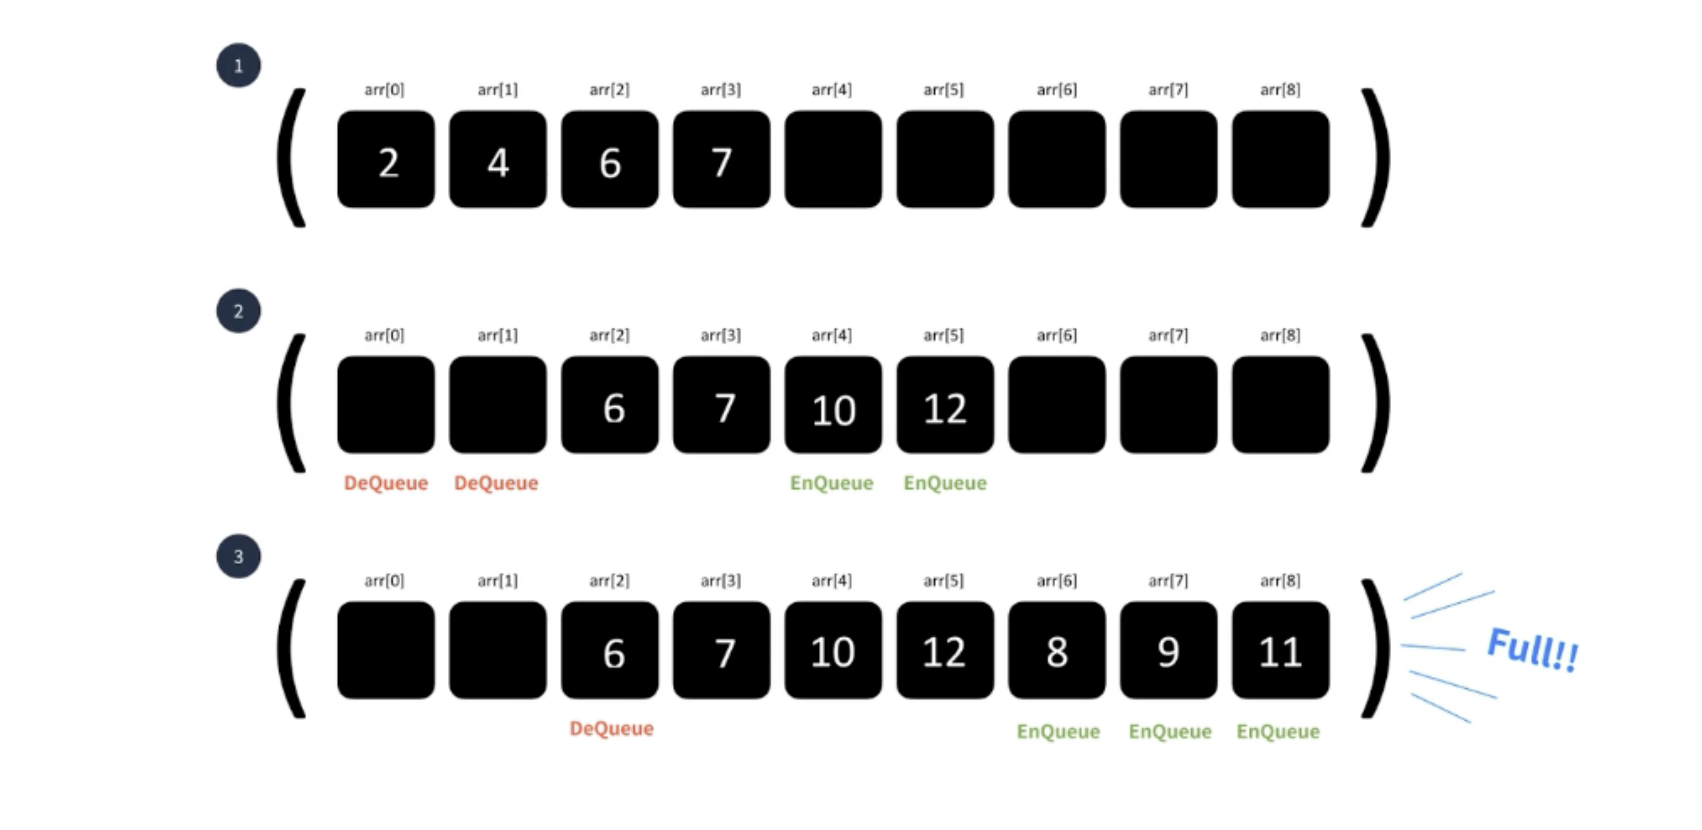 1
arr[0] arr[1] arr[2] arr[3] arr[4] arr[5] arr[6] arr[7] arr[8]
2 4 6 7
2
arr[0] arr[1] arr[2] arr[3] arr[4] arr[5] arr[6] arr[7] arr[8]
6 7 10 12
DeQueue DeQueue EnQueue EnQueue
3
arr[0] arr[1] arr[2] arr[3] arr[4] arr[5] arr[6] arr[7] arr[8]
6 7 10 12 8 9 11
Full!!
DeQueue EnQueue EnQueue EnQueue